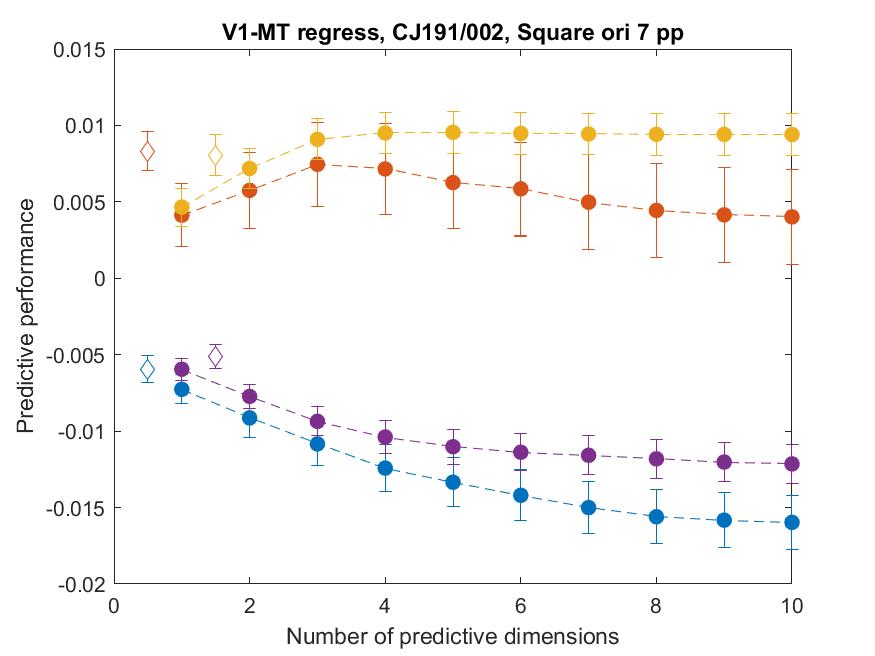 V1-MT regress, CJ191/002, Square ori 7 pp
0.015
0.01
0.005
0
-0.005
-0.01
-0.015
-0.02
Predictive performance
0 2 4 6 8 10
Number of predictive dimensions